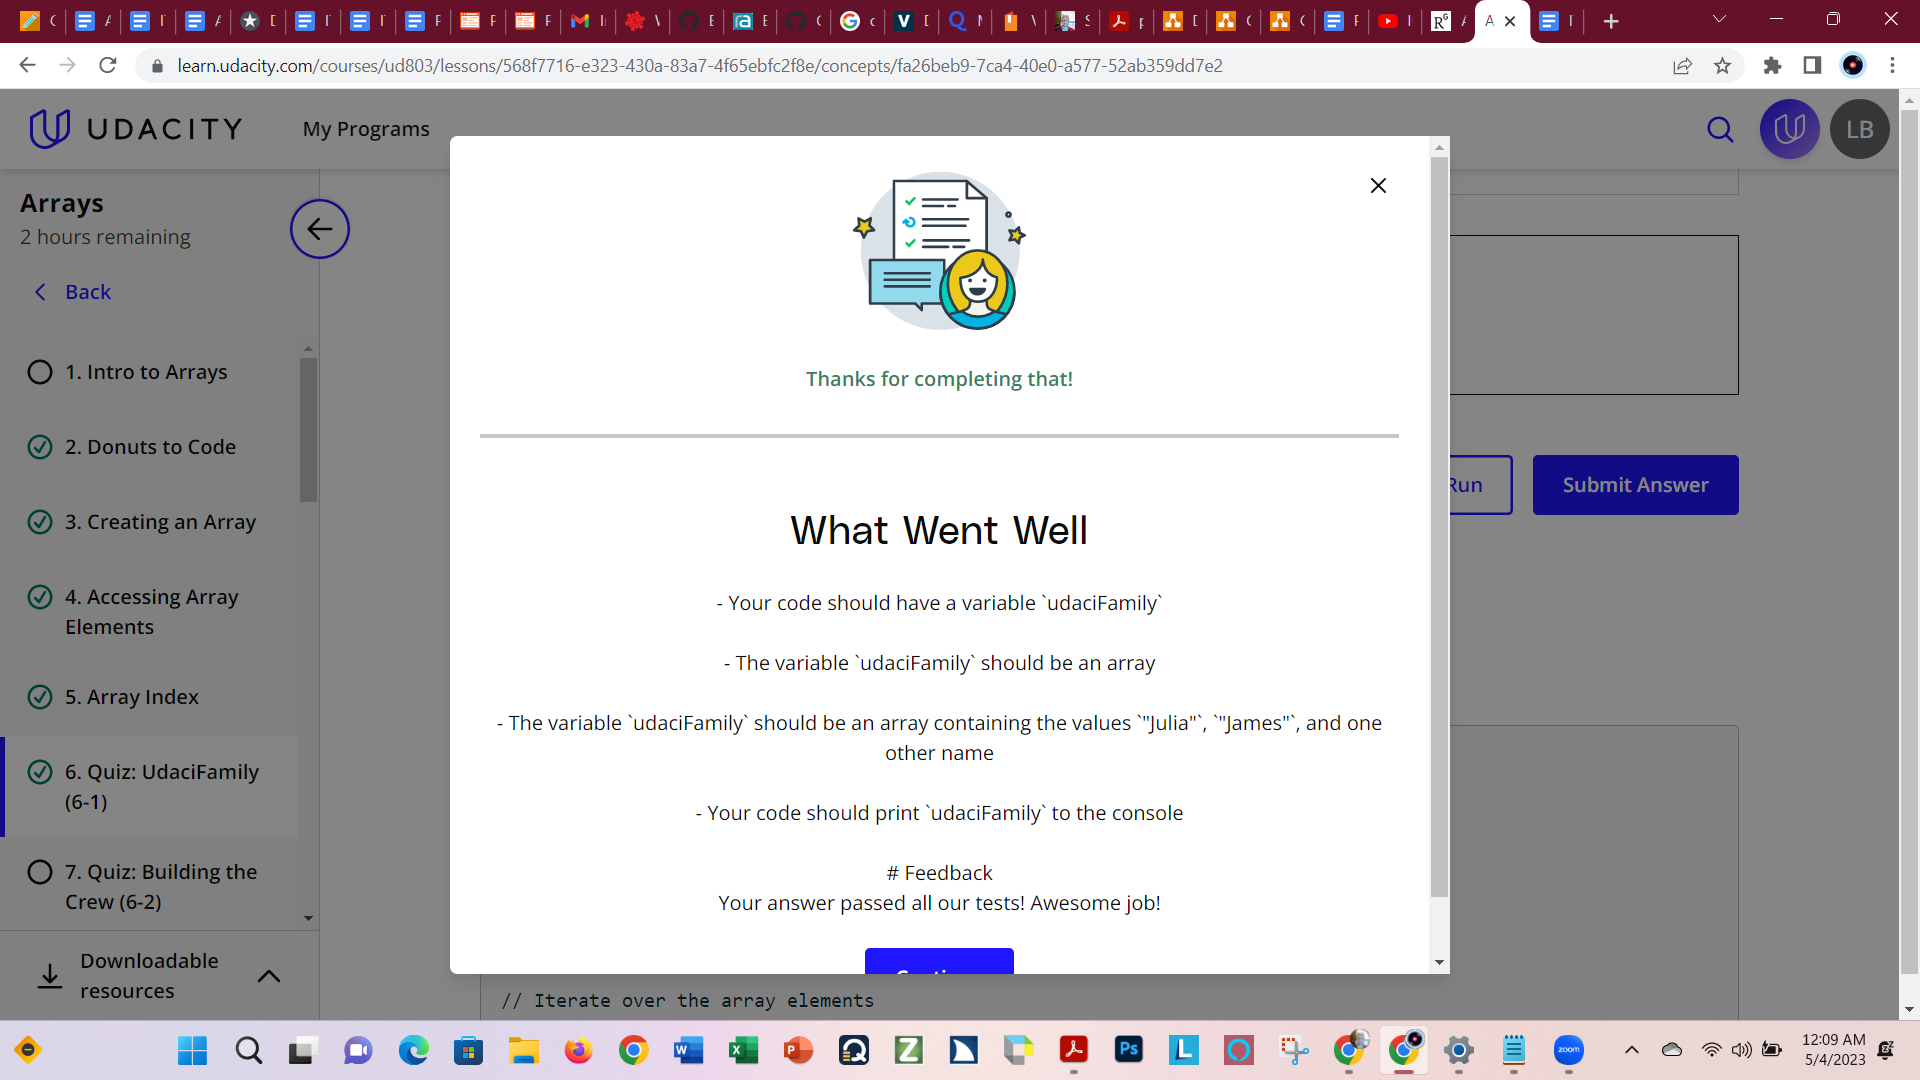 learn.udacity.com/courses/ud803/lessons/568f7716-e323-430a-83a7-4f65ebfc2f8e/concepts/fa26beb9-7ca4-40e0-a577-52ab359dd7e2
UDACITY
My Programs
LB
Arrays
2 hours remaining
Back
1. Intro to Arrays
2. Donuts to Code
3. Creating an Array
4. Accessing Array
Elements
5. Array Index
6. Quiz: UdaciFamily
(6-1)
7. Quiz: Building the
Crew (6-2)
Downloadable
resources
Thanks for completing that!
What Went Well
- Your code should have a variable `udaciFamily`
- The variable `udaciFamily` should be an array
- The variable `udaciFamily` should be an array containing the values `"Julia"`, `"James"`, and one
other name
- Your code should print `udaciFamily` to the console
# Feedback
Your answer passed all our tests! Awesome job!
Run
Submit Answer
// Iterate over the array elements
zoom
12:09 AM
5/4/2023